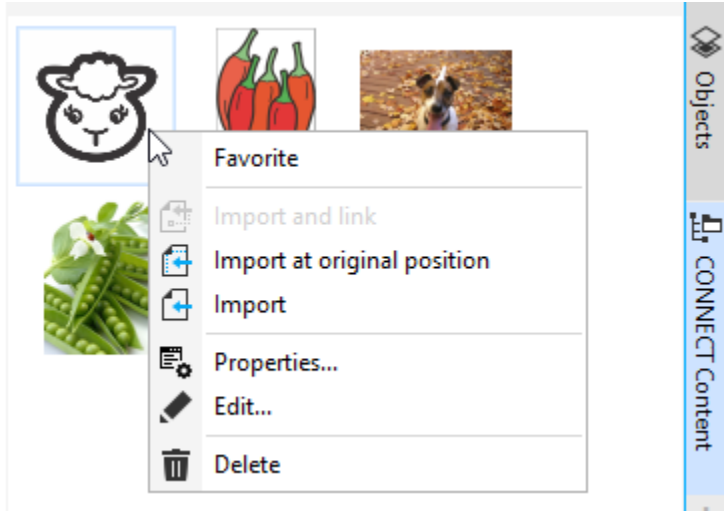 Favorite
Import and link
Import at original position
Import
Properties...
Edit...
Delete
Objects
CONNECT Content